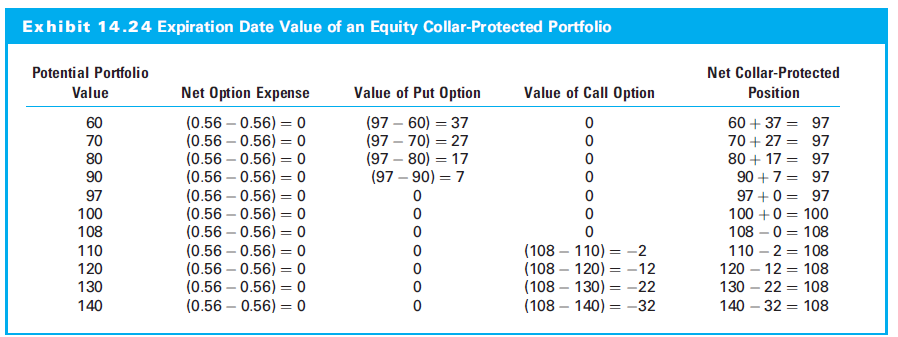 Exhibit 14.24 Expiration Date Value of an Equity Collar-Protected Portfolio
Potential Portfolio Value Net Option Expense Value of Put Option Value of Call Option Net Collar-Protected Position
60 (0.56 – 0.56) = 0 (97 – 60) = 37 0 60 + 37 = 97
70 (0.56 – 0.56) = 0 (97 – 70) = 27 0 70 + 27 = 97
80 (0.56 – 0.56) = 0 (97 – 80) = 17 0 80 + 17 = 97
90 (0.56 – 0.56) = 0 (97 – 90) = 7 0 90 + 7 = 97
97 (0.56 – 0.56) = 0 0 0 97 + 0 = 97
100 (0.56 – 0.56) = 0 0 0 100 + 0 = 100
108 (0.56 – 0.56) = 0 0 0 108 – 0 = 108
110 (0.56 – 0.56) = 0 0 (108 – 110) = –2 110 – 2 = 108
120 (0.56 – 0.56) = 0 0 (108 – 120) = –12 120 – 12 = 108
130 (0.56 – 0.56) = 0 0 (108 – 130) = –22 130 – 22 = 108
140 (0.56 – 0.56) = 0 0 (108 – 140) = –32 140 – 32 = 108